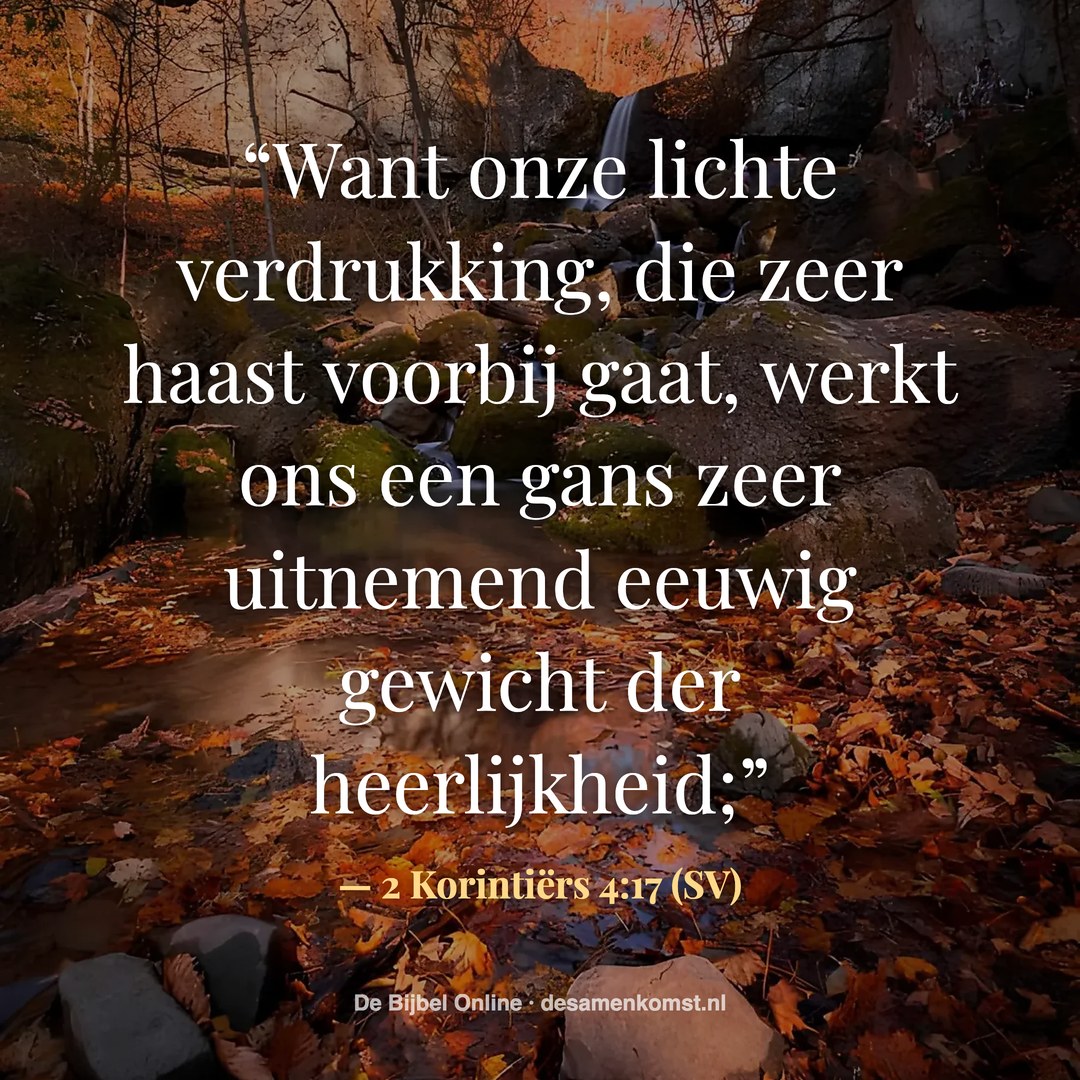 “Want onze lichte
verdrukking, die zeer
haast voorbij gaat, werkt
ons een gans zeer
uitnemend eeuwig
gewicht der
heerlijkheid;”
— 2 Korintiërs 4:17 (SV)
De Bijbel Online · desamenkomst.nl